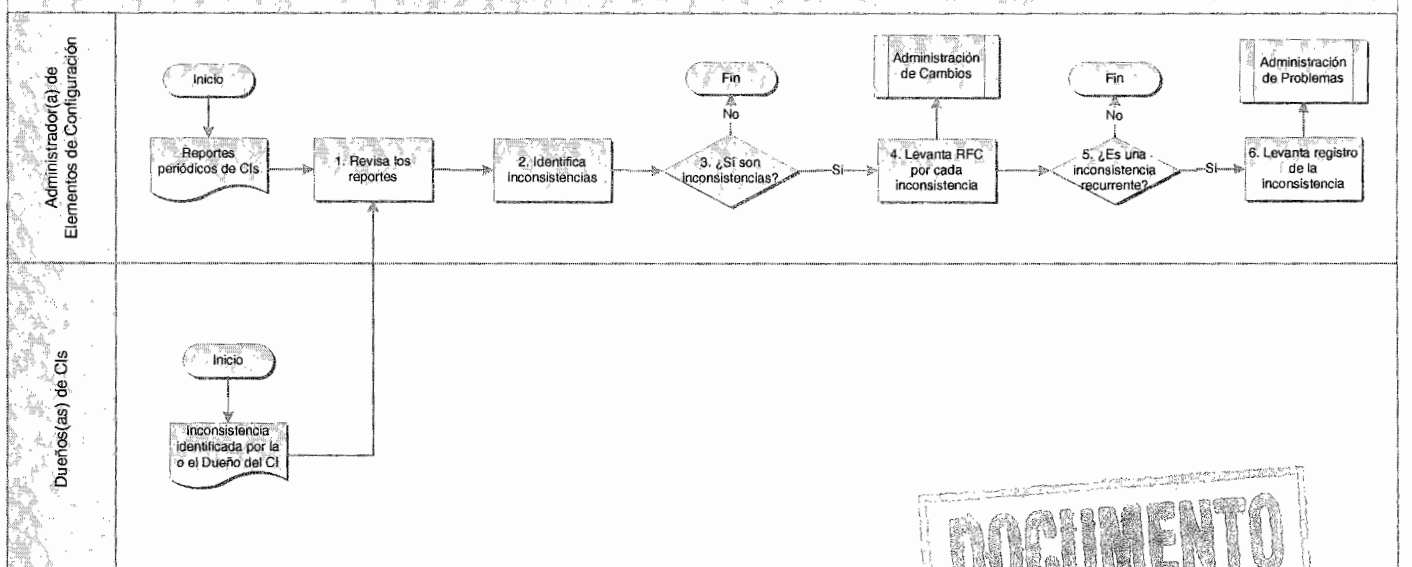 Administrador(a) de
Elementos de Configuración
Inicio
Reportes
periódicos de CIs
1. Revisa los
reportes
2. Identifica
inconsistencias
Fin
No
3. ¿Sí son
inconsistencias?
Si
Administración
de Cambios
4. Levanta RFC
por cada
inconsistencia
Fin
No
5. ¿Es una
inconsistencia
recurrente?
Si
Administración
de Problemas
6. Levanta registro
de la
inconsistencia
Dueños(as) de CIs
Inicio
Inconsistencia
identificada por la
o el Dueño del CI
DOCUMENTO